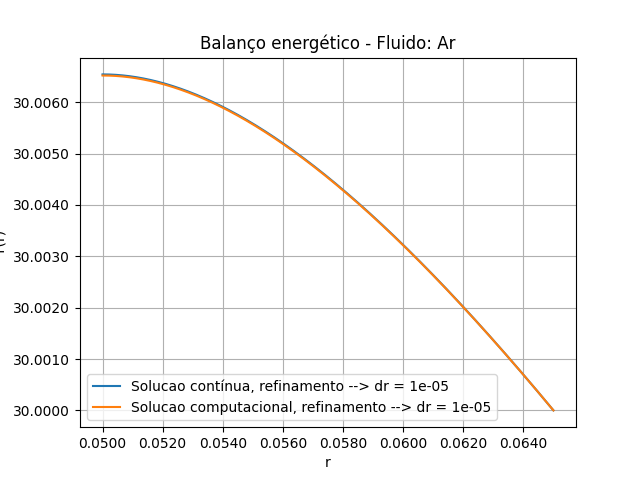 Balanço energético - Fluido: Ar
30.0060
30.0050
30.0040
30.0030
30.0020
30.0010
30.0000
Solucao contínua, refinamento --> dr = 1e-05
Solucao computacional, refinamento --> dr = 1e-05
0.0500 0.0520 0.0540 0.0560 0.0580 0.0600 0.0620 0.0640
r